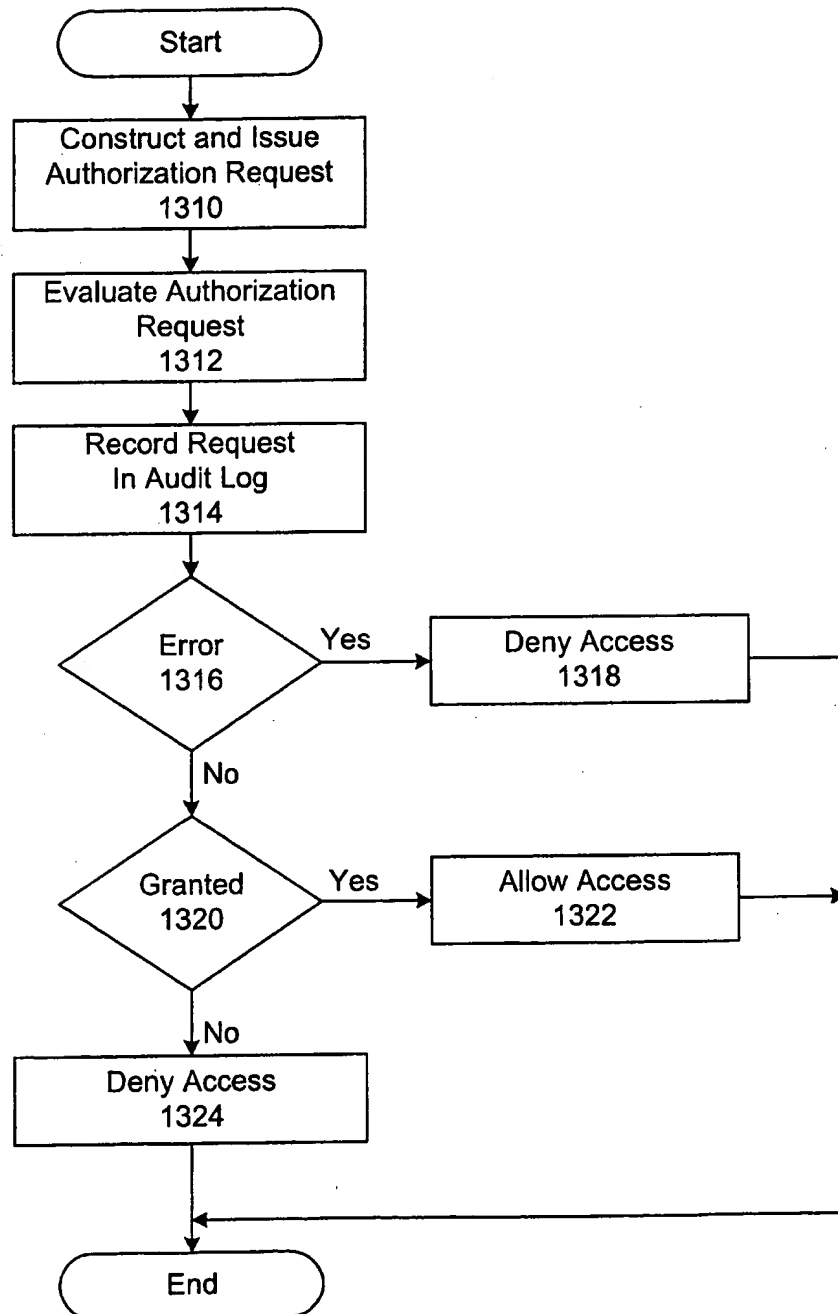 Start
Construct and Issue
Authorization Request
1310
Evaluate Authorization
Request
1312
Record Request
In Audit Log
1314
Error
1316
Yes
Deny Access
1318
No
Granted
1320
Yes
Allow Access
1322
No
Deny Access
1324
End